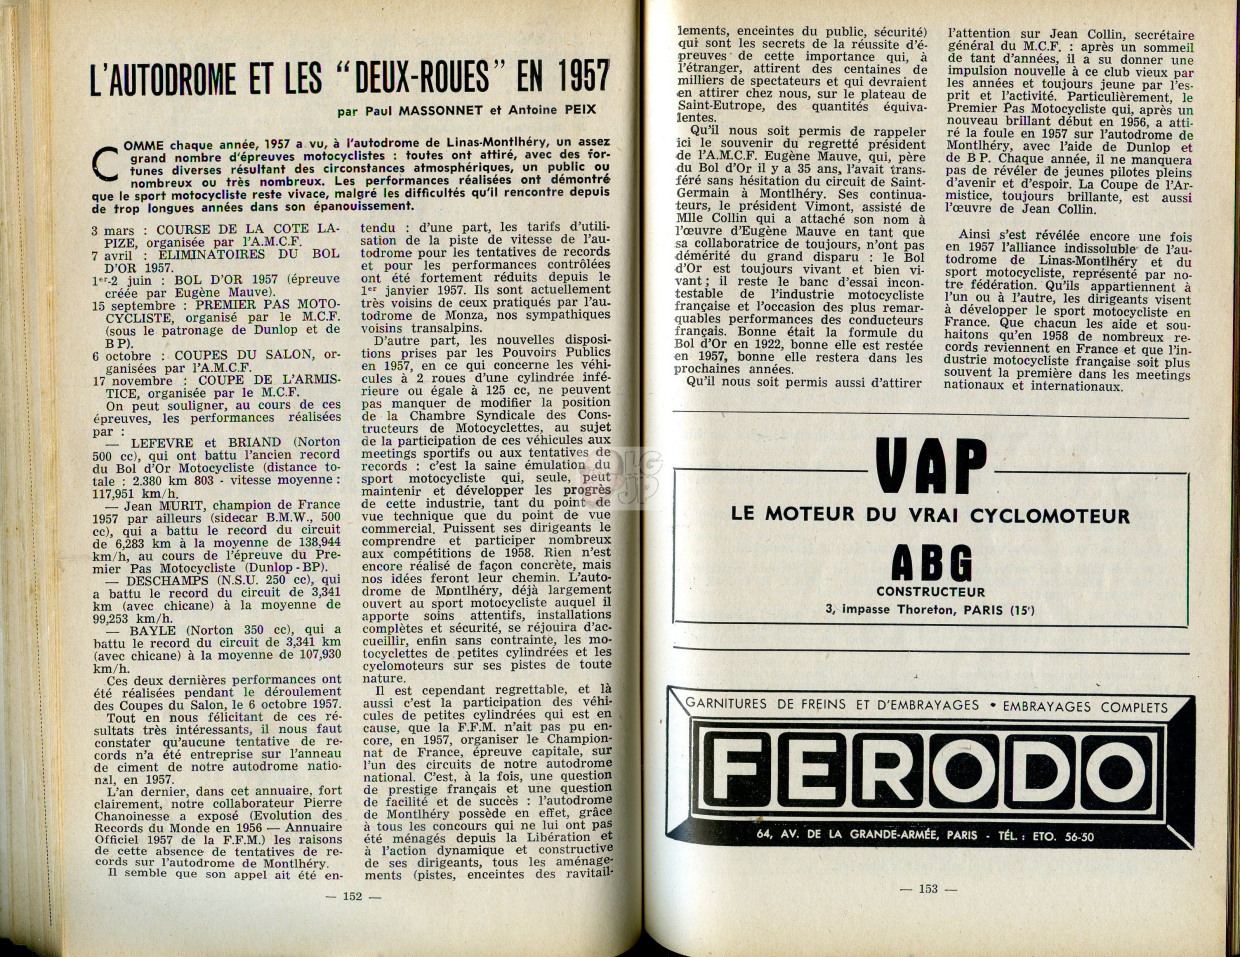 L'AUTODROME ET LES "DEUX-ROUES" EN 1957
par Paul MASSONNET et Antoine PEIX
COMME chaque année, 1957 a vu, à l'autodrome de Linas-Montlhéry, un assez
grand nombre d'épreuves motocyclistes : toutes ont attiré, avec des for-
tunes diverses résultant des circonstances atmosphériques, un public ou
nombreux ou très nombreux. Les performances réalisées ont démontré
que le sport motocycliste reste vivace, malgré les difficultés qu'il rencontre depuis
de trop longues années dans son épanouissement.
3 mars : COURSE DE LA COTE LA-
PIZE, organisée par l'A.M.C.F.
7 avril : ELIMINATOIRES DU BOL
D'OR 1957.
1er-2 juin : BOL D'OR 1957 (épreuve
créée par Eugène Mauve).
15 septembre : PREMIER PAS MOTO-
CYCLISTE, organisé par le M.C.F.
(sous le patronage de Dunlop et de
BP).
6 octobre : COUPES DU SALON, or-
ganisées par l'A.M.C.F.
17 novembre : COUPE DE L'ARMIS-
TICE, organisée par le M.C.F.
On peut souligner, au cours de ces
épreuves, les performances réalisées
par :
— LEFEVRE et BRIAND (Norton
500 cc), qui ont battu l'ancien record
du Bol d'Or Motocycliste (distance to-
tale : 2.380 km 803 - vitesse moyenne :
117,951 km/h.
— Jean MURIT, champion de France
1957 par ailleurs (sidecar B.M.W., 500
cc), qui a battu le record du circuit
de 6,283 km à la moyenne de 138,944
km/h, au cours de l'épreuve du Pre-
mier Pas Motocycliste (Dunlop - BP).
— DESCHAMPS (N.S.U. 250 cc), qui
a battu le record du circuit de 3,341
km (avec chicane) à la moyenne de
99,253 km/h.
— BAYLE (Norton 350 cc), qui a
battu le record du circuit de 3,341 km
(avec chicane) à la moyenne de 107,930
km/h.
Ces deux dernières performances ont
été réalisées pendant le déroulement
des Coupes du Salon, le 6 octobre 1957.
Tout en nous félicitant de ces ré-
sultats très intéressants, il nous faut
constater qu'aucune tentative de re-
cords n'a été entreprise sur l'anneau
de ciment de notre autodrome natio-
nal, en 1957.
L'an dernier, dans cet annuaire, fort
clairement, notre collaborateur Pierre
Chanoinesse a exposé (Evolution des
Records du Monde en 1956 — Annuaire
Officiel 1957 de la F.F.M.) les raisons
de cette absence de tentatives de re-
cords sur l'autodrome de Montlhéry.
Il semble que son appel ait été en-
tendu : d'une part, les tarifs d'utili-
sation de la piste de vitesse de l'au-
todrome pour les tentatives de records
et pour les performances contrôlées
ont été fortement réduits depuis le
1er janvier 1957. Ils sont actuellement
très voisins de ceux pratiqués par l'au-
todrome de Monza, nos sympathiques
voisins transalpins.
D'autre part, les nouvelles disposi-
tions prises par les Pouvoirs Publics
en 1957, en ce qui concerne les véhi-
cules à 2 roues d'une cylindrée infé-
rieure ou égale à 125 cc, ne peuvent
pas manquer de modifier la position
de la Chambre Syndicale des Cons-
tructeurs de Motocyclettes, au sujet
de la participation de ces véhicules aux
meetings sportifs ou aux tentatives de
records : c'est la saine émulation du
sport motocycliste qui, seule, peut
maintenir et développer les progrès
de cette industrie, tant du point de
vue technique que du point de vue
commercial. Puissent ses dirigeants le
comprendre et participer nombreux
aux compétitions de 1958. Rien n'est
encore réalisé de façon concrète, mais
nos idées feront leur chemin. L'auto-
drome de Montlhéry, déjà largement
ouvert au sport motocycliste auquel il
apporte soins attentifs, installations
complètes et sécurité, se réjouira d'ac-
cueillir, enfin sans contrainte, les mo-
tocyclettes de petites cylindrées et les
cyclomoteurs sur ses pistes de toute
nature.
Il est cependant regrettable, et là
aussi c'est la participation des véhi-
cules de petites cylindrées qui est en
cause, que la F.F.M. n'ait pas pu en-
core, en 1957, organiser le Champion-
nat de France, épreuve capitale, sur
l'un des circuits de notre autodrome
national. C'est, à la fois, une question
de prestige français et une question
de facilité et de succès : l'autodrome
de Montlhéry possède en effet, grâce
à tous les concours qui ne lui ont pas
été ménagés depuis la Libération et
à l'action dynamique et constructive
de ses dirigeants, tous les aménage-
ments (pistes, enceintes des ravitail-
— 152 —
lements, enceintes du public, sécurité)
qui sont les secrets de la réussite d'é-
preuves de cette importance qui, à
l'étranger, attirent des centaines de
milliers de spectateurs et qui devraient
en attirer chez nous, sur le plateau de
Saint-Eutrope, des quantités équiva-
lentes.
Qu'il nous soit permis de rappeler
ici le souvenir du regretté président
de l'A.M.C.F. Eugène Mauve, qui, père
du Bol d'Or il y a 35 ans, l'avait trans-
féré sans hésitation du circuit de Saint-
Germain à Montlhéry. Ses continua-
teurs, le président Vimont, assisté de
Mlle Collin qui a attaché son nom à
l'œuvre d'Eugène Mauve en tant que
sa collaboratrice de toujours, n'ont pas
démérité du grand disparu : le Bol
d'Or est toujours vivant et bien vi-
vant ; il reste le banc d'essai incon-
testable de l'industrie motocycliste
française et l'occasion des plus remar-
quables performances des conducteurs
français. Bonne était la formule du
Bol d'Or en 1922, bonne elle est restée
en 1957, bonne elle restera dans les
prochaines années.
Qu'il nous soit permis aussi d'attirer
l'attention sur Jean Collin, secrétaire
général du M.C.F. : après un sommeil
de tant d'années, il a su donner une
impulsion nouvelle à ce club vieux par
les années et toujours jeune par l'es-
prit et l'activité. Particulièrement, le
Premier Pas Motocycliste qui, après un
nouveau brillant début en 1956, a atti-
ré la foule en 1957 sur l'autodrome de
Montlhéry, avec l'aide de Dunlop et
de BP. Chaque année, il ne manquera
pas de révéler de jeunes pilotes pleins
d'avenir et d'espoir. La Coupe de l'Ar-
mistice, toujours brillante, est aussi
l'œuvre de Jean Collin.
Ainsi s'est révélée encore une fois
en 1957 l'alliance indissoluble de l'au-
todrome de Linas-Montlhéry et du
sport motocycliste, représenté par no-
tre fédération. Qu'ils appartiennent à
l'un ou à l'autre, les dirigeants visent
à développer le sport motocycliste en
France. Que chacun les aide et sou-
haitons qu'en 1958 de nombreux re-
cords reviennent en France et que l'in-
dustrie motocycliste française soit plus
souvent la première dans les meetings
nationaux et internationaux.
VAP
LE MOTEUR DU VRAI CYCLOMOTEUR
ABG
CONSTRUCTEUR
3, impasse Thoreton, PARIS (15e)
GARNITURES DE FREINS ET D'EMBRAYAGES • EMBRAYAGES COMPLETS
FERODO
64, AV. DE LA GRANDE-ARMÉE, PARIS - TÉL : ETO. 56-50
— 153 —